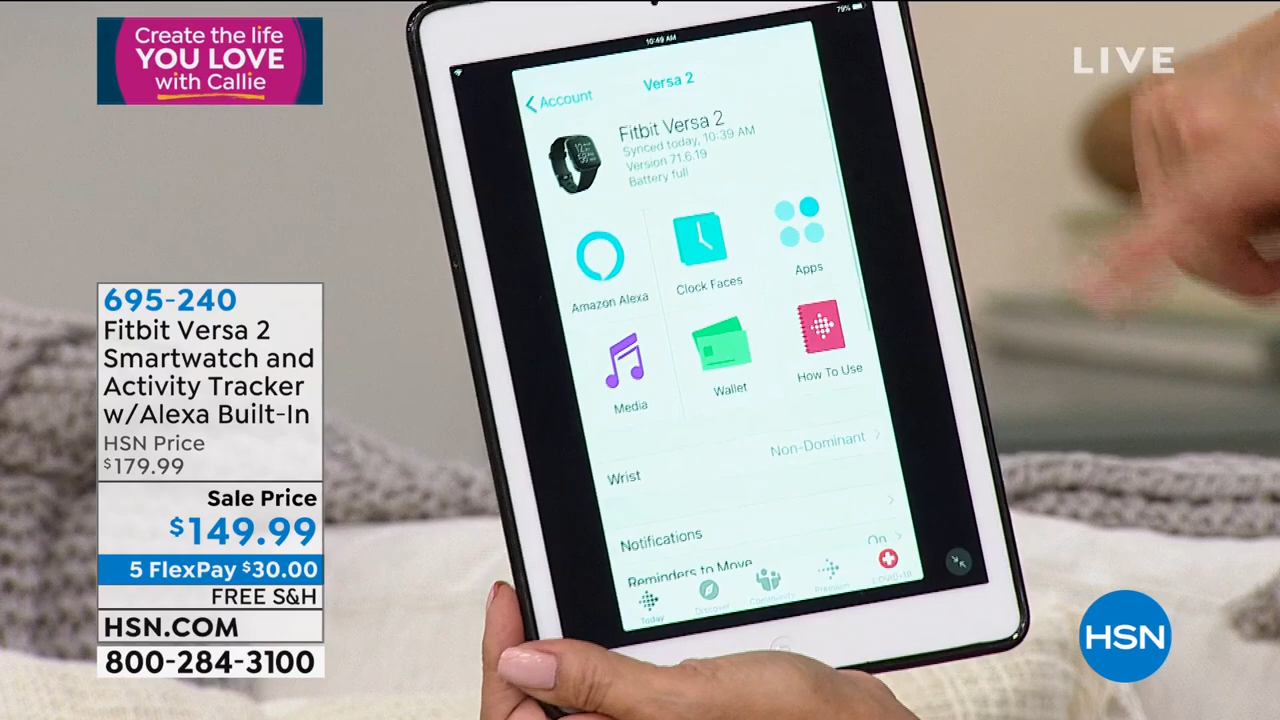 Create the life
YOU LOVE
with Callie
LIVE
695-240
Fitbit Versa 2
Smartwatch and
Activity Tracker
w/Alexa Built-In
HSN Price
$179.99
Sale Price
$149.99
5 FlexPay $30.00
FREE S&H
HSN.COM
800-284-3100
10:49 AM
79%
Account
Versa 2
Fitbit Versa 2
Synced today, 10:39 AM
Version 71.6.19
Battery full
Amazon Alexa
Clock Faces
Apps
Media
Wallet
How To Use
Wrist
Non-Dominant
Notifications
Reminders to Move
On
Today
Discover
Community
Premium
COVID-19
HSN